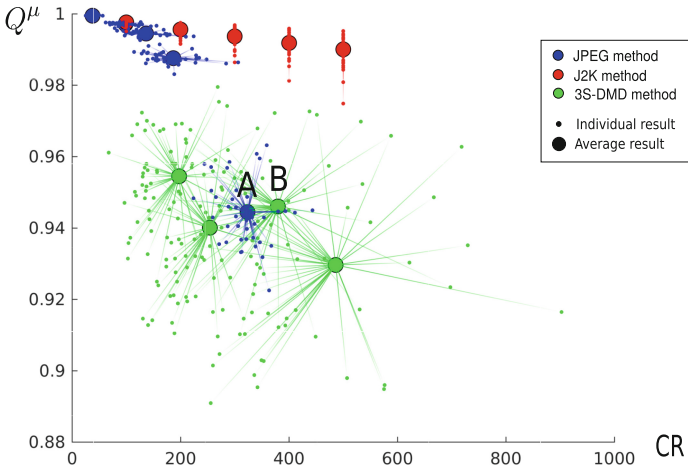 Qμ
1
0.98
0.96
0.94
0.92
0.9
0.88
0 200 400 600 800 1000
CR
A B
JPEG method
J2K method
3S-DMD method
Individual result
Average result